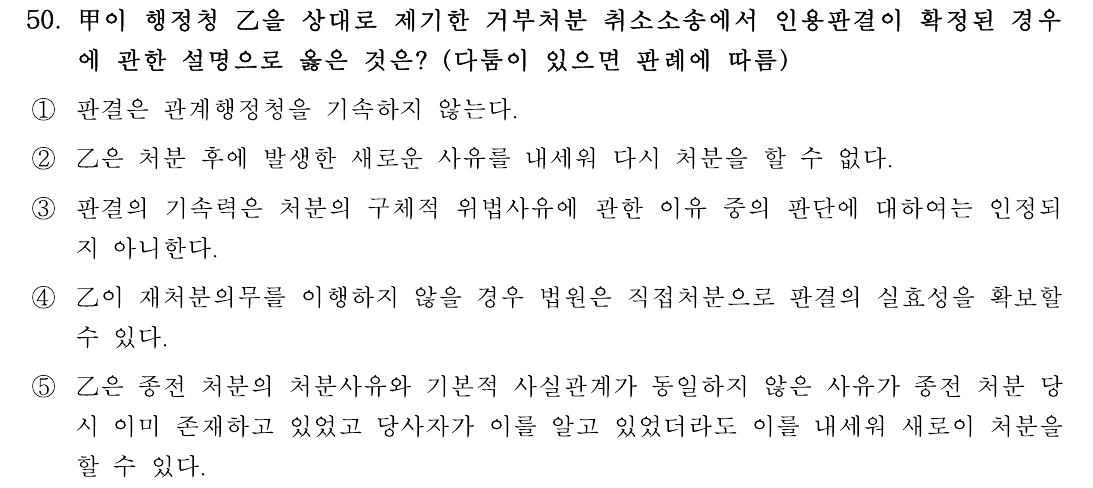 50. 甲이 행정청 乙을 상대로 제기한 거부처분 취소소송에서 인용판결이 확정된 경우
에 관한 설명으로 옳은 것은? (다툼이 있으면 판례에 따름)
① 판결은 관계행정청을 기속하지 않는다.
② 乙은 처분 후에 발생한 새로운 사유를 내세워 다시 처분을 할 수 없다.
③ 판결의 기속력은 처분의 구체적 위법사유에 관한 이유 중의 판단에 대하여는 인정되
지 아니한다.
④ 乙이 재처분의무를 이행하지 않을 경우 법원은 직접처분으로 판결의 실효성을 확보할
수 있다.
⑤ 乙은 종전 처분의 처분사유와 기본적 사실관계가 동일하지 않은 사유가 종전 처분 당
시 이미 존재하고 있었고 당사자가 이를 알고 있었더라도 이를 내세워 새로이 처분을
할 수 있다.